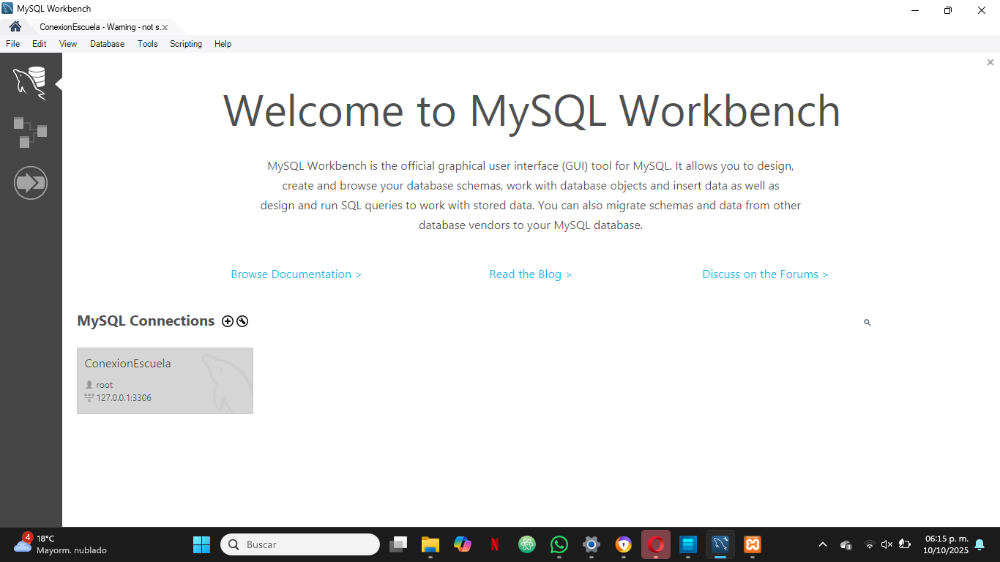 MySQL Workbench
ConexionEscuela - Warning - not s...
File Edit View Database Tools Scripting Help
Welcome to MySQL Workbench
MySQL Workbench is the official graphical user interface (GUI) tool for MySQL. It allows you to design,
create and browse your database schemas, work with database objects and insert data as well as
design and run SQL queries to work with stored data. You can also migrate schemas and data from other
database vendors to your MySQL database.
Browse Documentation > Read the Blog > Discuss on the Forums >
MySQL Connections
ConexionEscuela
root
127.0.0.1:3306
4
18°C
Mayorm. nublado
Buscar
N
06:15 p. m.
10/10/2025